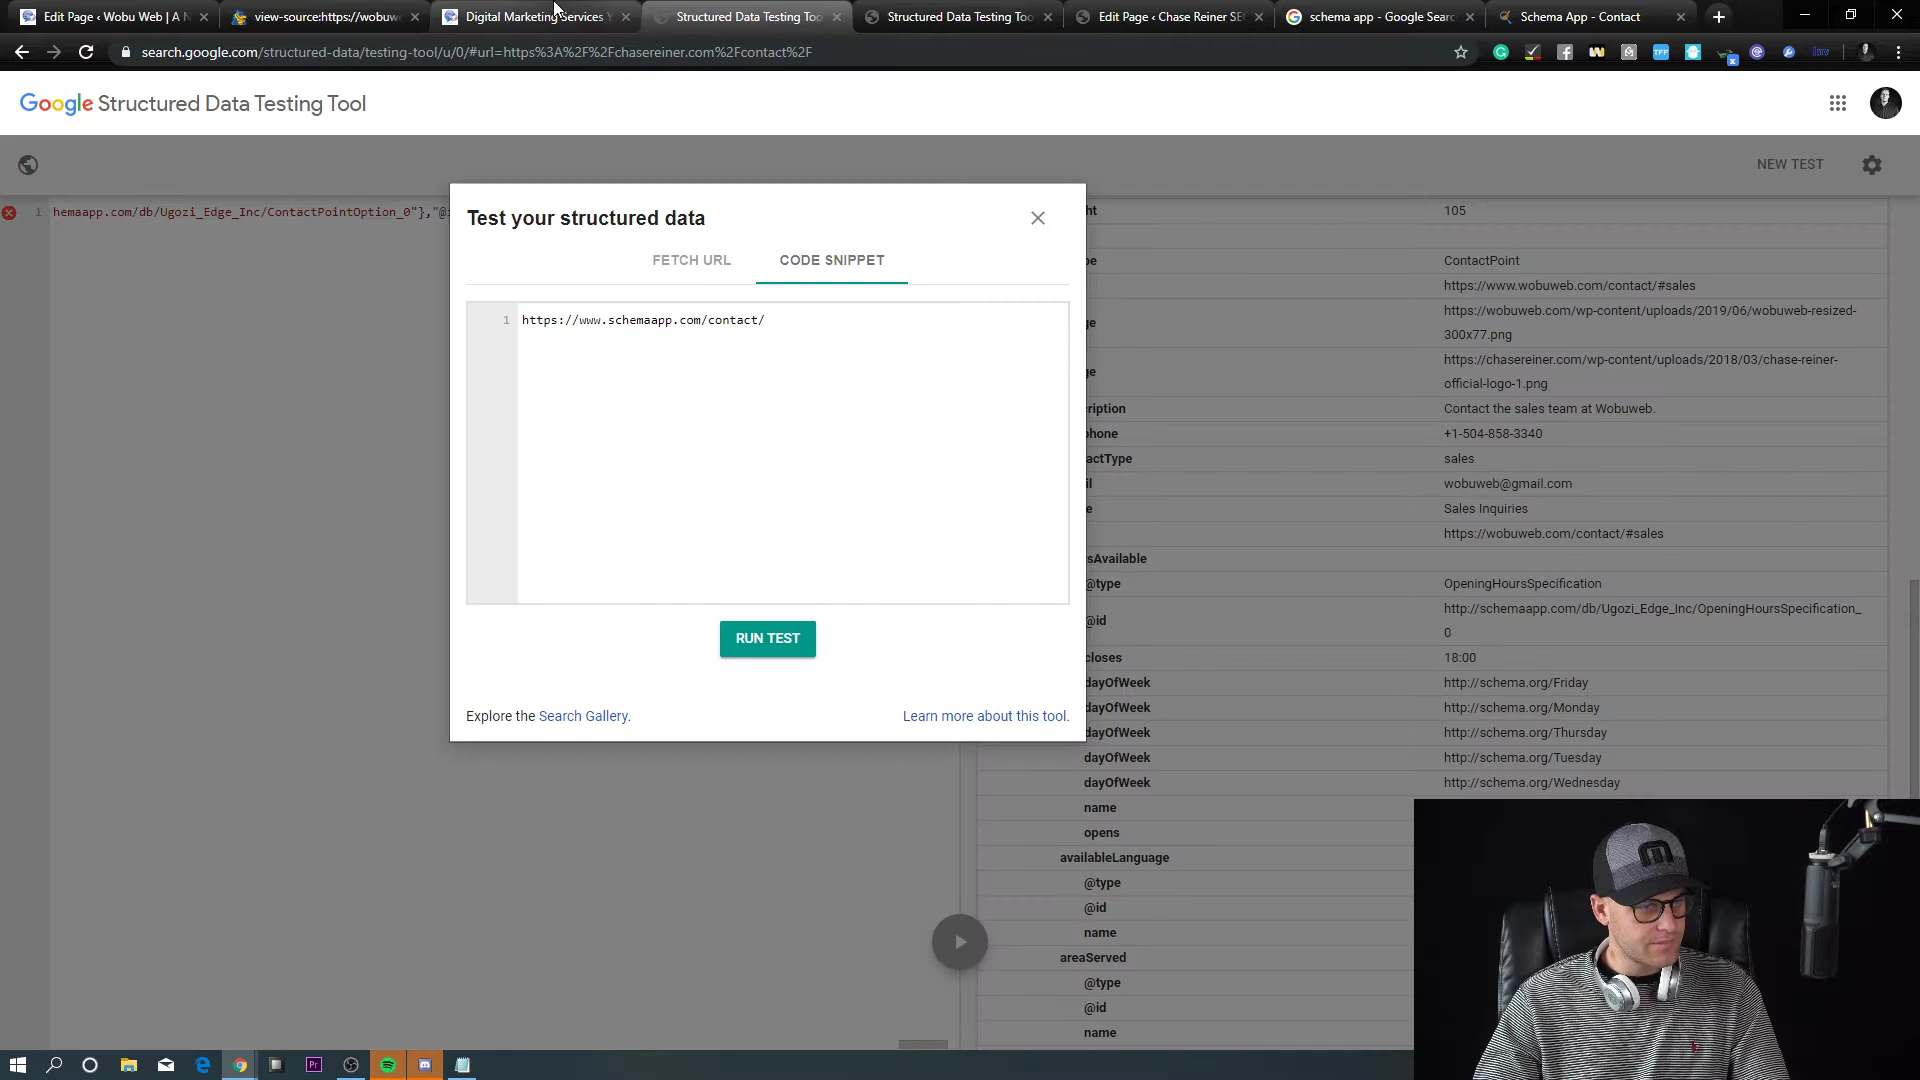 Edit Page ‹ Wobu Web | A N
view-source:https://wobuw
Digital Marketing Services Y
Structured Data Testing Too
Structured Data Testing Too
Edit Page ‹ Chase Reiner SE
schema app - Google Searc
Schema App - Contact
search.google.com/structured-data/testing-tool/u/0/#url=https%3A%2F%2Fchasereiner.com%2Fcontact%2F
Google Structured Data Testing Tool
NEW TEST
1 hemaapp.com/db/Ugozi_Edge_Inc/ContactPointOption_0"},"@
Test your structured data
FETCH URL
CODE SNIPPET
1 https://www.schemaapp.com/contact/
RUN TEST
Explore the Search Gallery.
Learn more about this tool.
ht 105
pe ContactPoint
https://www.wobuweb.com/contact/#sales
ge https://wobuweb.com/wp-content/uploads/2019/06/wobuweb-resized-
300x77.png
ge https://chasereiner.com/wp-content/uploads/2018/03/chase-reiner-
official-logo-1.png
ription Contact the sales team at Wobuweb.
phone +1-504-858-3340
actType sales
il wobuweb@gmail.com
e Sales Inquiries
https://wobuweb.com/contact/#sales
sAvailable
@type OpeningHoursSpecification
@id http://schemaapp.com/db/Ugozi_Edge_Inc/OpeningHoursSpecification_
0
closes 18:00
dayOfWeek http://schema.org/Friday
dayOfWeek http://schema.org/Monday
dayOfWeek http://schema.org/Thursday
dayOfWeek http://schema.org/Tuesday
dayOfWeek http://schema.org/Wednesday
name
opens
availableLanguage
@type
@id
name
areaServed
@type
@id
name